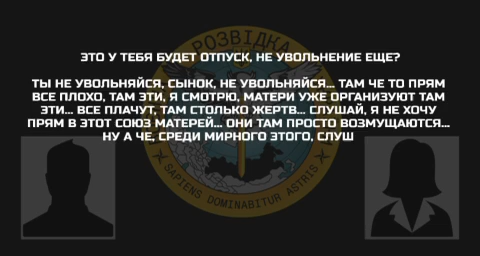 ЭТО У ТЕБЯ БУДЕТ ОТПУСК, НЕ УВОЛЬНЕНИЕ ЕЩЕ?
ТЫ НЕ УВОЛЬНЯЙСЯ, СЫНОК, НЕ УВОЛЬНЯЙСЯ... ТАМ ЧЕ ТО ПРЯМ
ВСЕ ПЛОХО, ТАМ ЭТИ, Я СМОТРЮ, МАТЕРИ УЖЕ ОРГАНИЗУЮТ ТАМ
ЭТИ... ВСЕ ПЛАЧУТ, ТАМ СТОЛЬКО ЖЕРТВ... СЛУШАЙ, Я НЕ ХОЧУ
ПРЯМ В ЭТОТ СОЮЗ МАТЕРЕЙ... ОНИ ТАМ ПРОСТО ВОЗМУЩАЮТСЯ...
НУ А ЧЕ, СРЕДИ МИРНОГО ЭТОГО, СЛУШ
РОЗВІДКА
SAPIENS DOMINABITUR ASTRIS